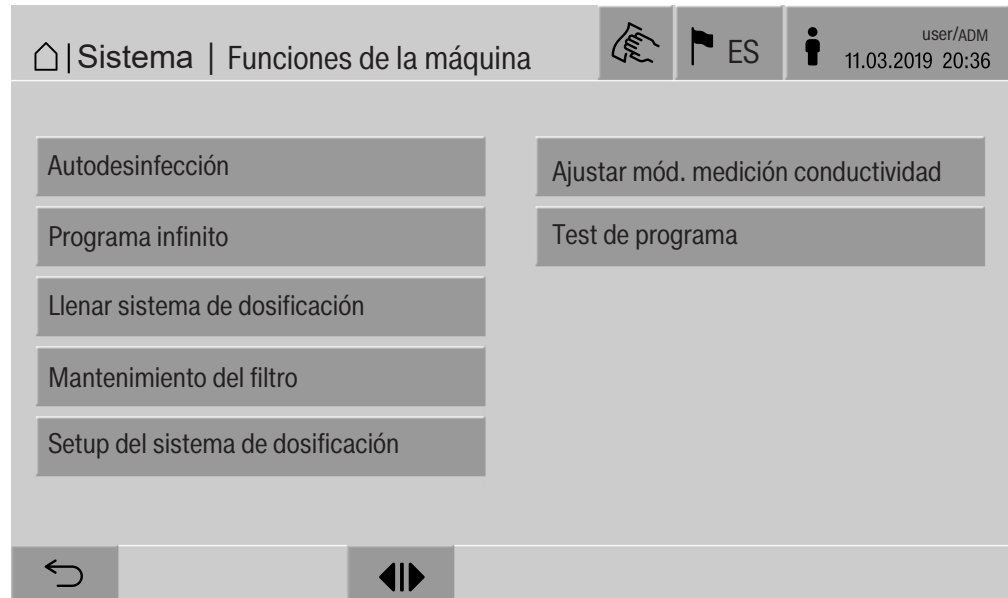 | Sistema | Funciones de la máquina
ES
user/ADM
11.03.2019 20:36
Autodesinfección
Programa infinito
Llenar sistema de dosificación
Mantenimiento del filtro
Setup del sistema de dosificación
Ajustar mód. medición conductividad
Test de programa